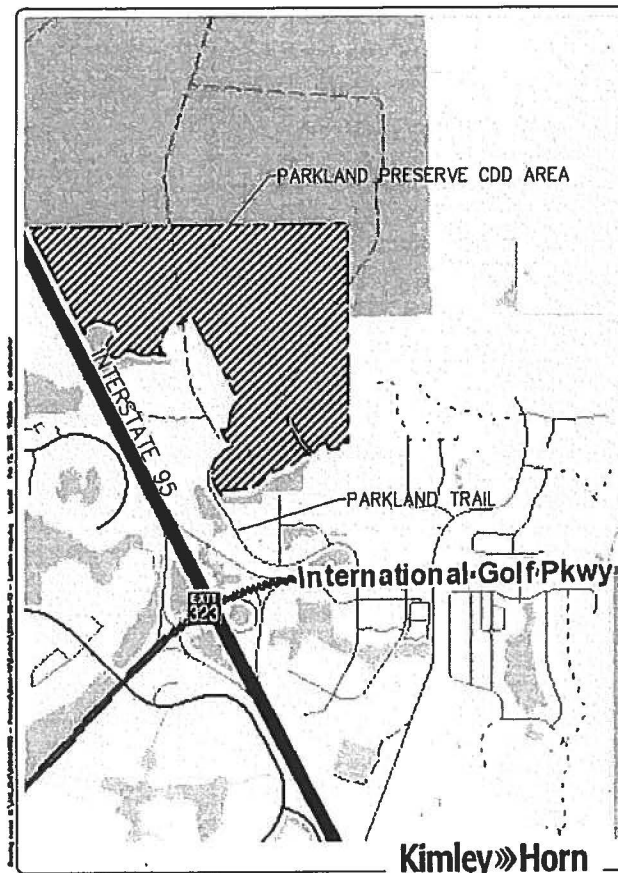 PARKLAND PRESERVE CDD AREA
INTERSTATE 95
PARKLAND TRAIL
International Golf Pkwy
EXIT
323
Kimley»Horn